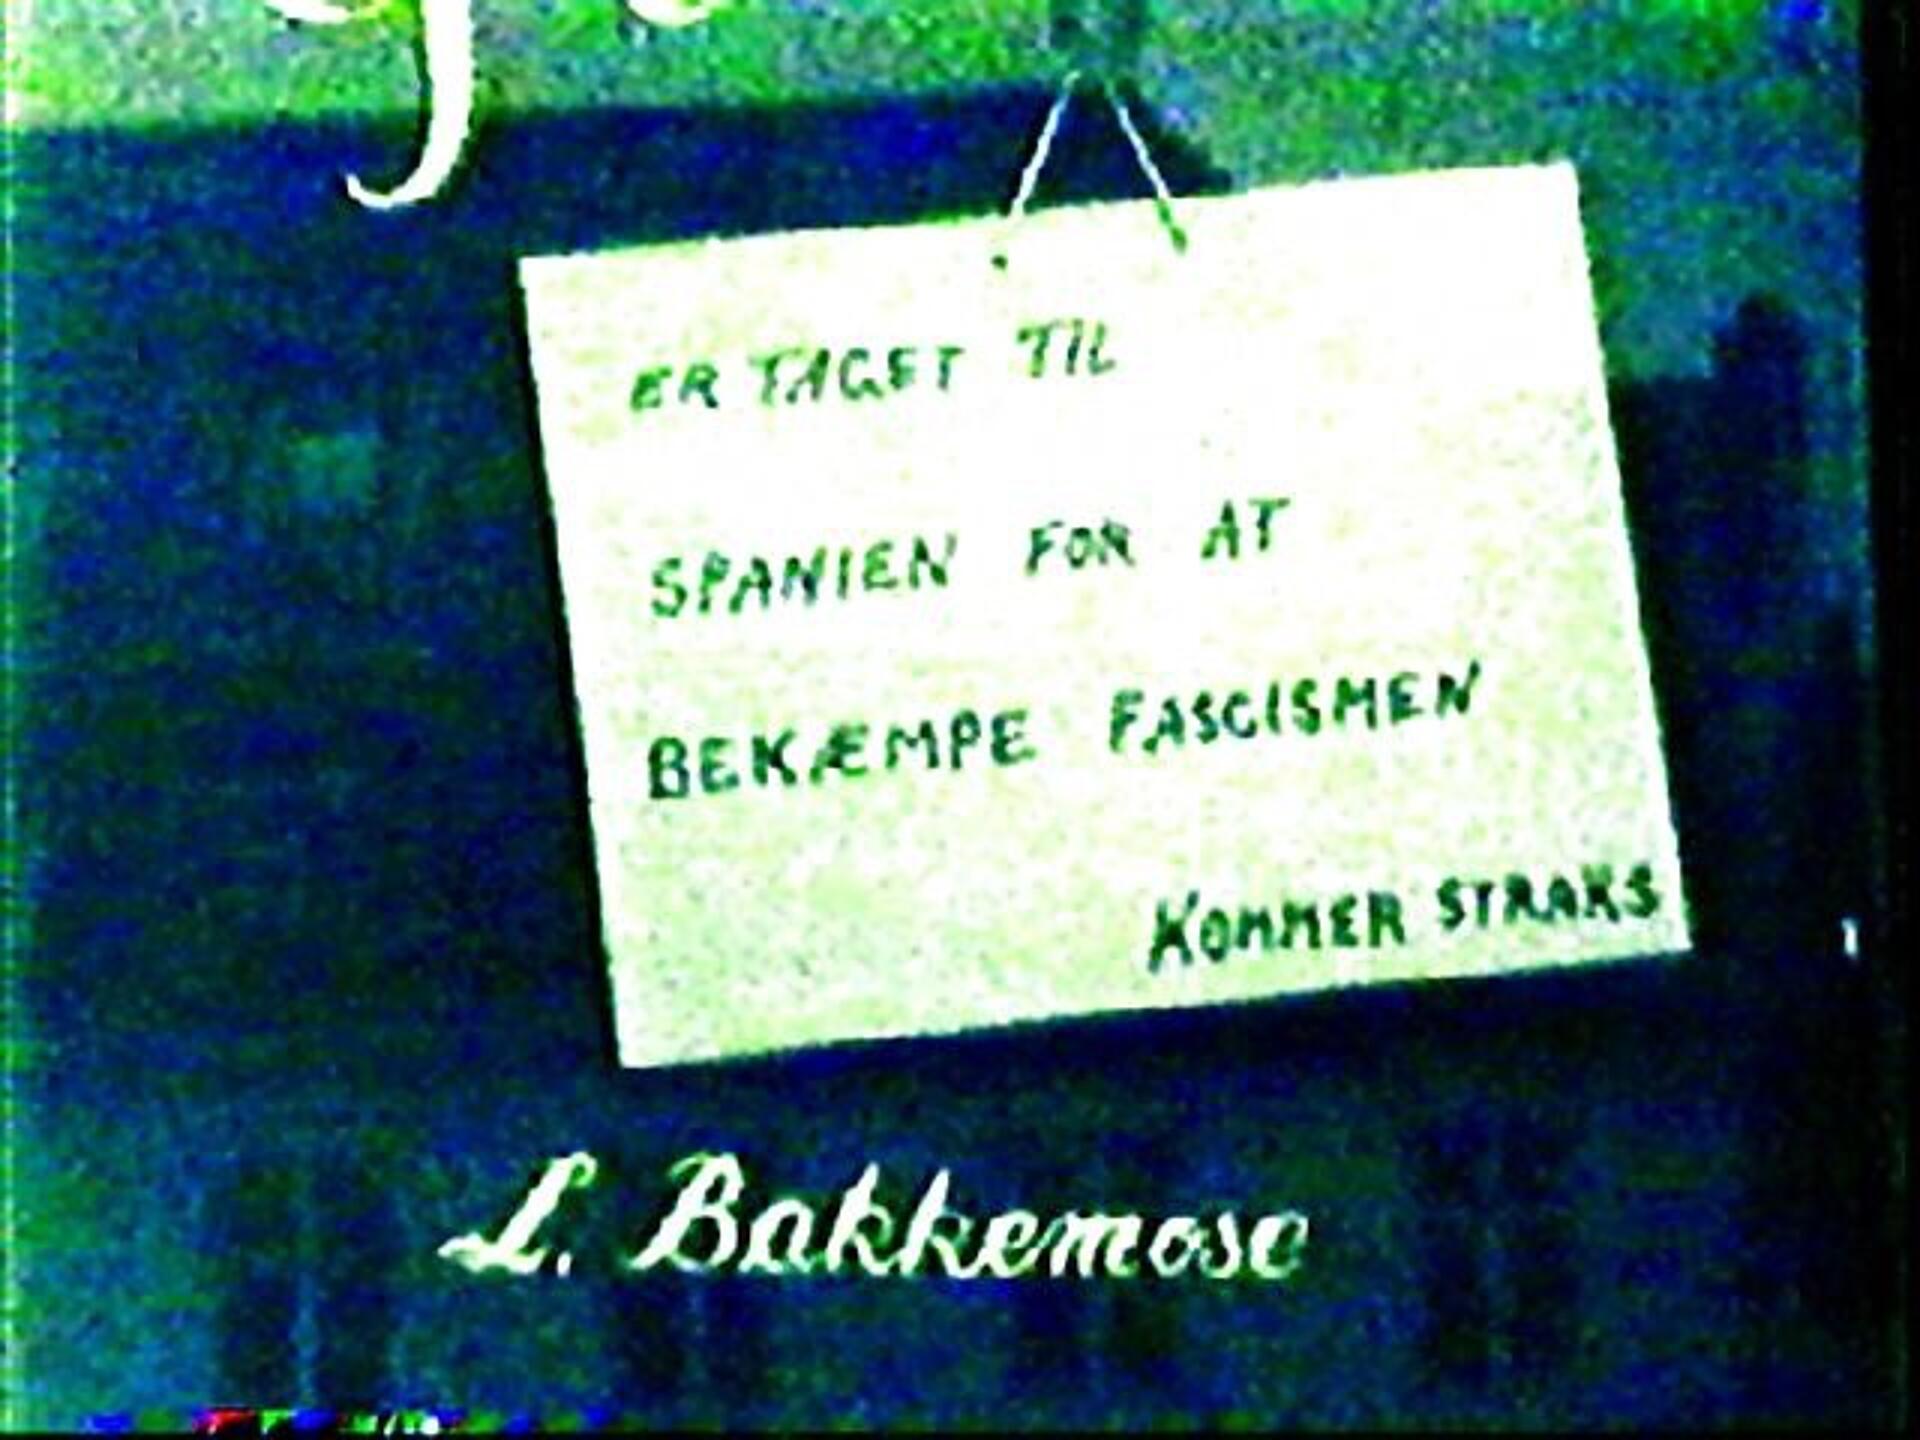 ER TAGET TIL
SPANIEN FOR AT
BEKÆMPE FASCISMEN
KOMMER STRAKS
L. Bakkemose